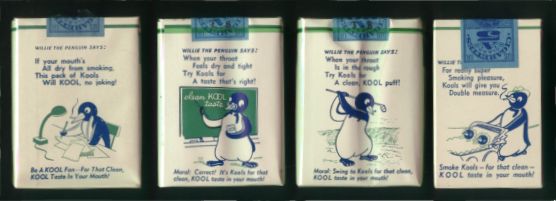 WILLIE THE PENGUIN SAYS:
If your mouth's
All dry from smoking,
This pack of Kools
Will KOOL, no joking!
Be A KOOL Fan - For That Clean,
KOOL Taste In Your Mouth!
WILLIE THE PENGUIN SAYS:
When your throat
Feels dry and tight
Try Kools for
A taste that's right!
clean KOOL
taste
Moral: Correct! It's Kools for that
clean, KOOL taste in your mouth!
WILLIE THE PENGUIN SAYS:
When your throat
Is in the rough
Try Kools for
A clean, KOOL puff!
Moral: Swing to Kools for that
clean, KOOL taste in your mouth!
WILLIE T
For really super
Smoking pleasure,
Kools will give you
Double measure.
Smoke Kools - for that clean -
KOOL taste in your mouth!